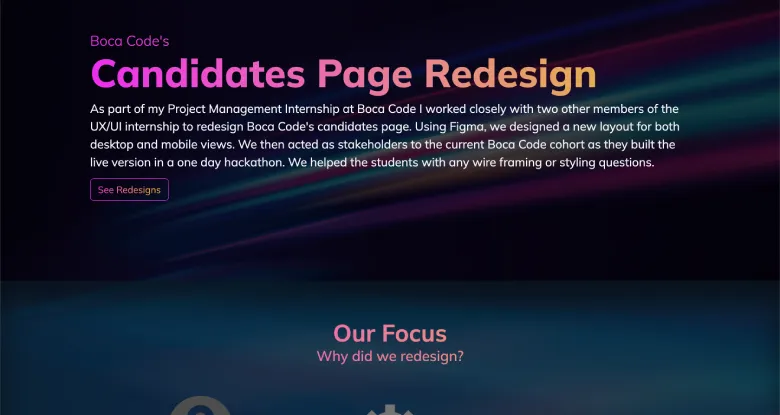 Boca Code's
Candidates Page Redesign
As part of my Project Management Internship at Boca Code I worked closely with two other members of the
UX/UI internship to redesign Boca Code's candidates page. Using Figma, we designed a new layout for both
desktop and mobile views. We then acted as stakeholders to the current Boca Code cohort as they built the
live version in a one day hackathon. We helped the students with any wire framing or styling questions.
See Redesigns
Our Focus
Why did we redesign?